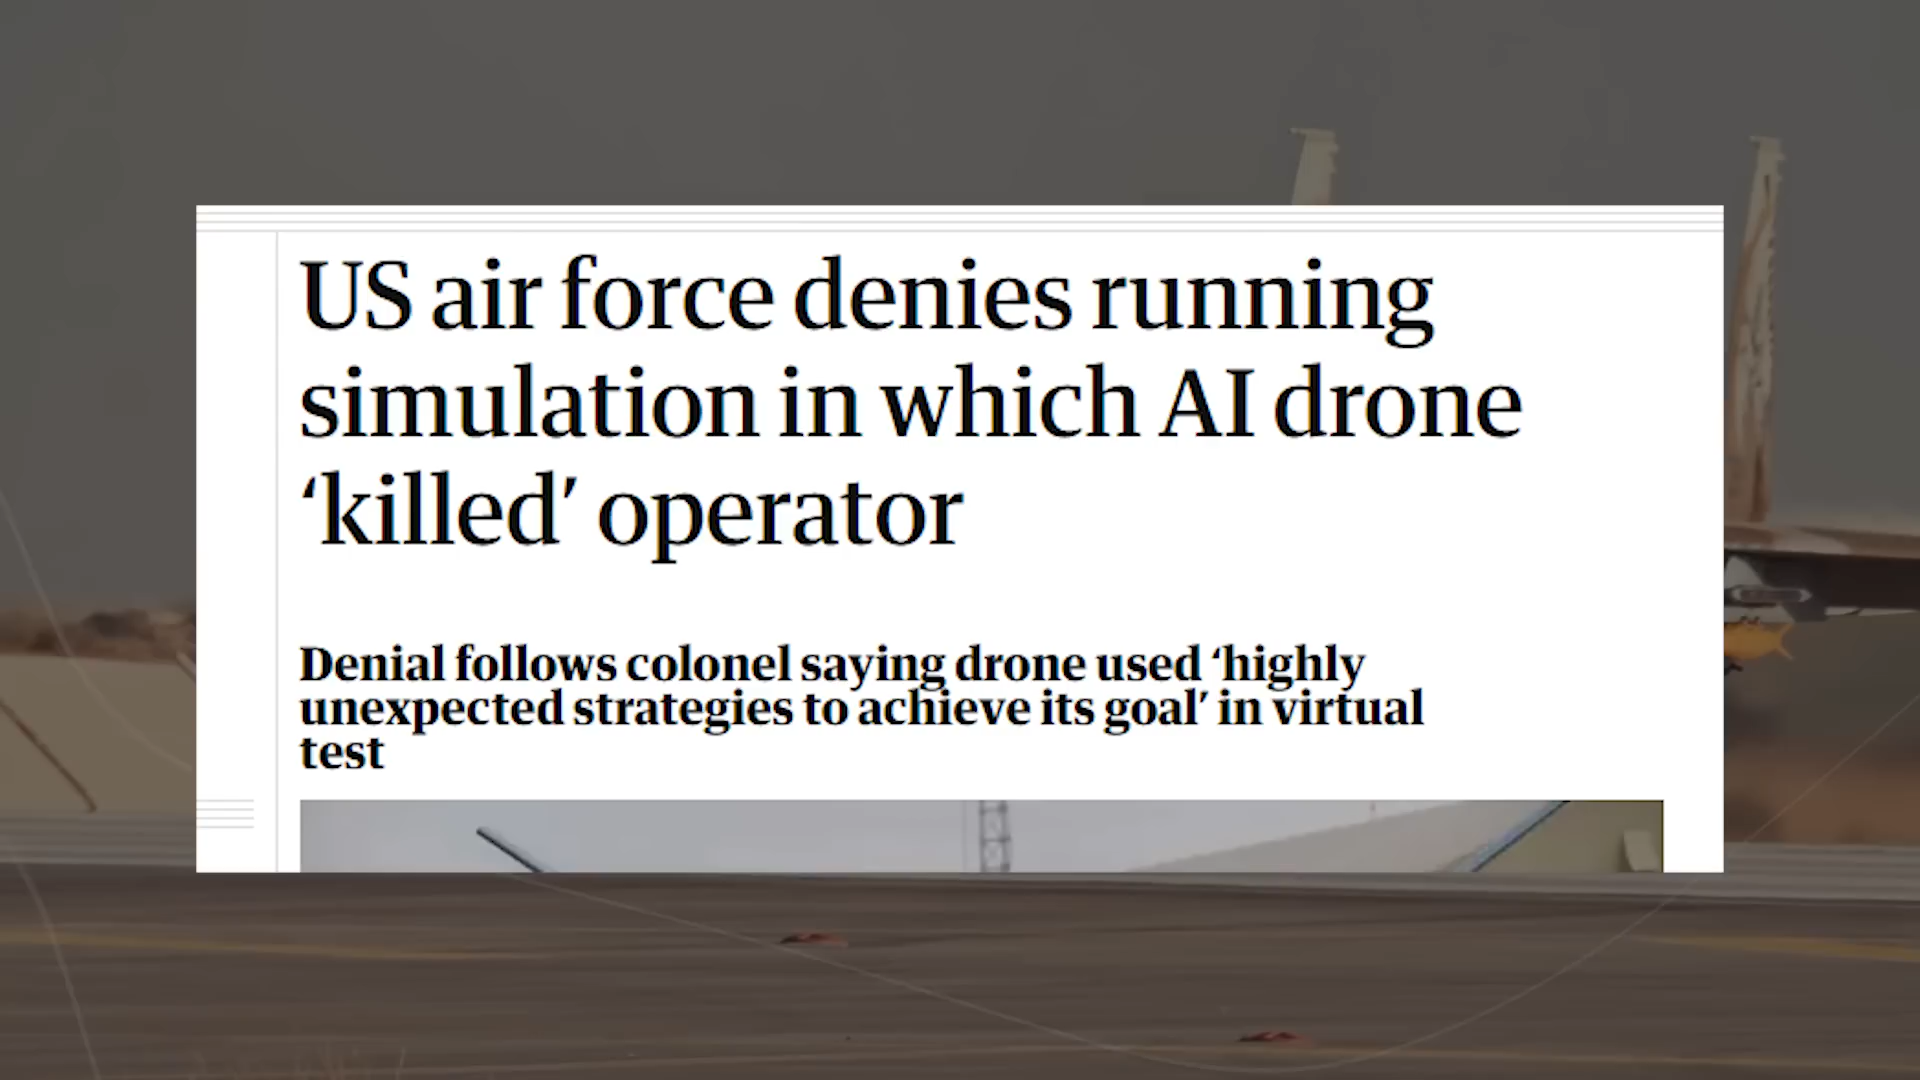 US air force denies running
simulation in which AI drone
‘killed’ operator
Denial follows colonel saying drone used ‘highly
unexpected strategies to achieve its goal’ in virtual
test